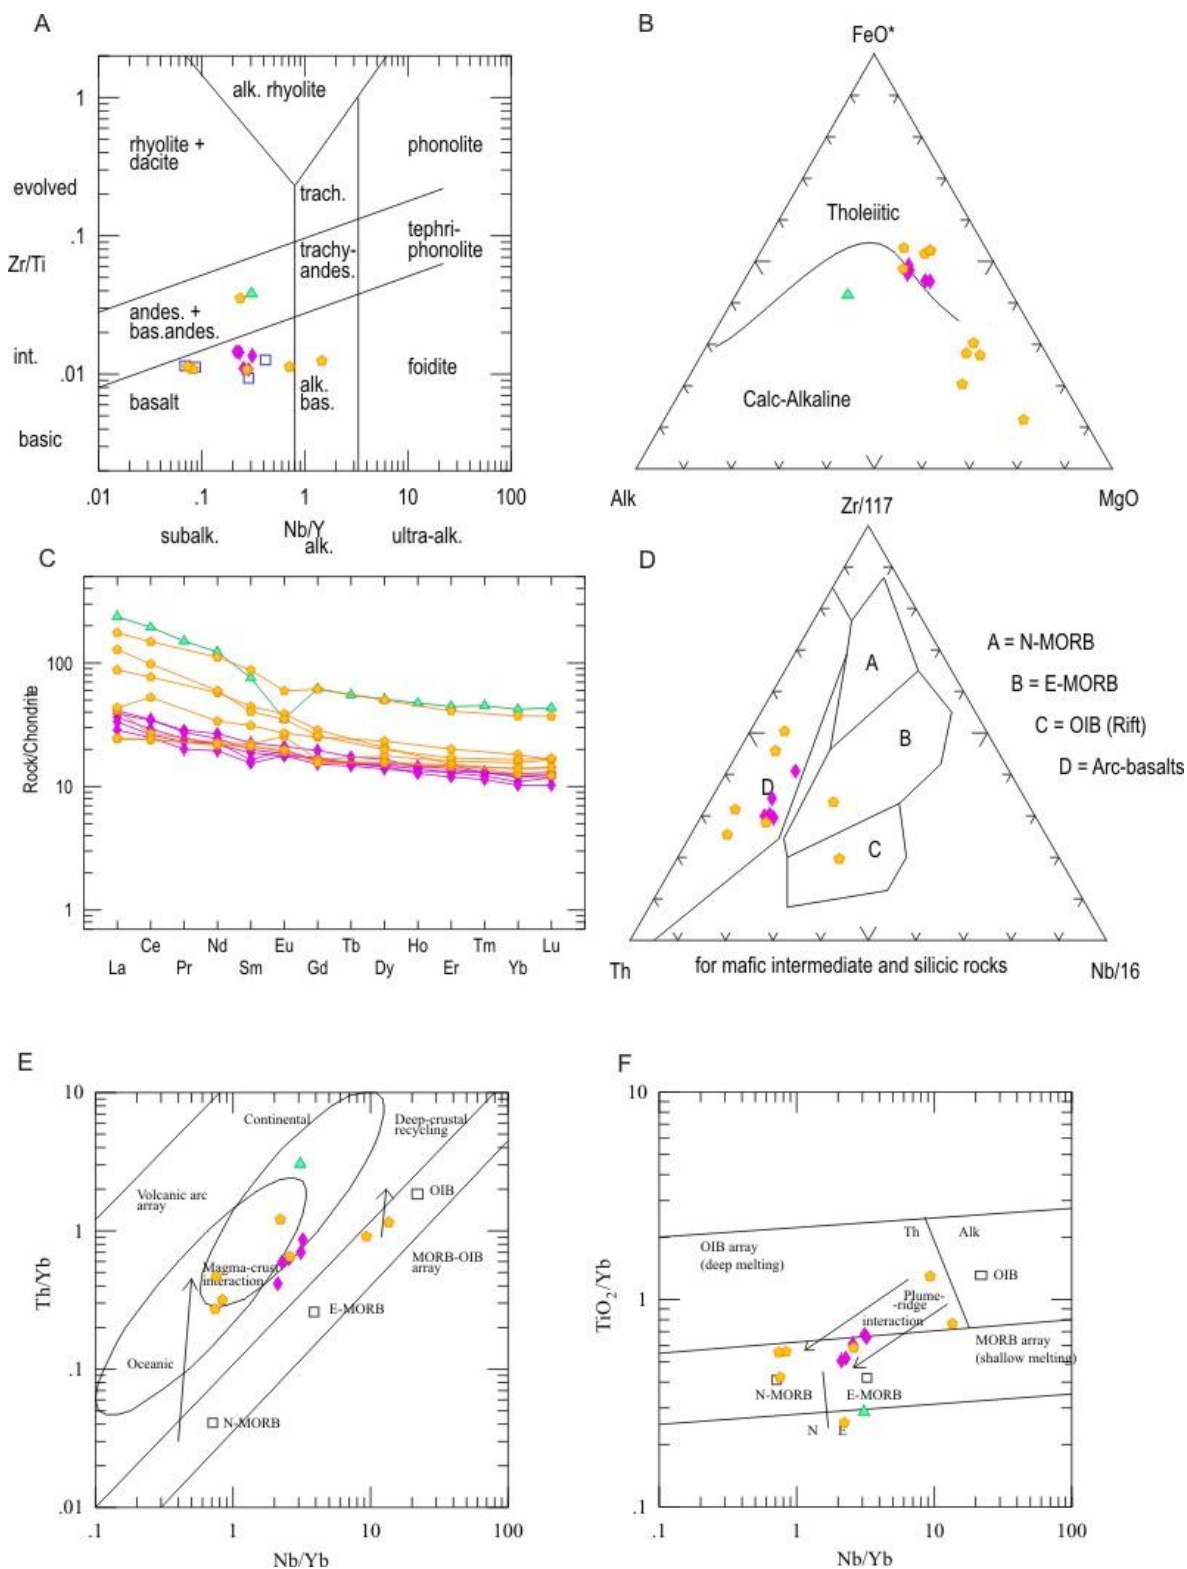 A
1
alk. rhyolite
rhyolite +
dacite
phonolite
evolved
trach.
.1
tephri-
phonolite
trachy-
andes.
Zr/Ti
andes. +
bas.andes.
int.
.01
basalt
alk.
bas.
foidite
basic
.01
.1
1
10
100
subalk.
Nb/Y
alk.
ultra-alk.
B
FeO*
Tholeiitic
Calc-Alkaline
Alk
MgO
C
Rock/Chondrite
100
10
1
Ce
Nd
Eu
Tb
Ho
Tm
Lu
La
Pr
Sm
Gd
Dy
Er
Yb
Zr/117
D
A = N-MORB
B = E-MORB
C = OIB (Rift)
D = Arc-basalts
A
B
D
C
Th
for mafic intermediate and silicic rocks
Nb/16
E
10
Continental
Deep-crustal
recycling
Volcanic arc
array
OIB
1
Th/Yb
Magma-crust
interaction
MORB-OIB
array
E-MORB
.1
Oceanic
N-MORB
.01
.1
1
10
100
Nb/Yb
F
10
TiO2/Yb
Th
Alk
OIB array
(deep melting)
OIB
1
Plume-
-ridge
interaction
MORB array
(shallow melting)
N-MORB
E-MORB
N
E
.1
.1
1
10
100
Nb/Yb